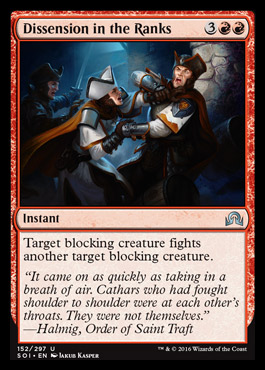 Dissension in the Ranks 3
Instant
Target blocking creature fights
another target blocking creature.
“It came on as quickly as taking in a
breath of air. Cathars who had fought
shoulder to shoulder were at each other’s
throats. They were not themselves.”
—Halmig, Order of Saint Traft
152/297 U
SOI • EN Jakub Kasper
™ & © 2016 Wizards of the Coast